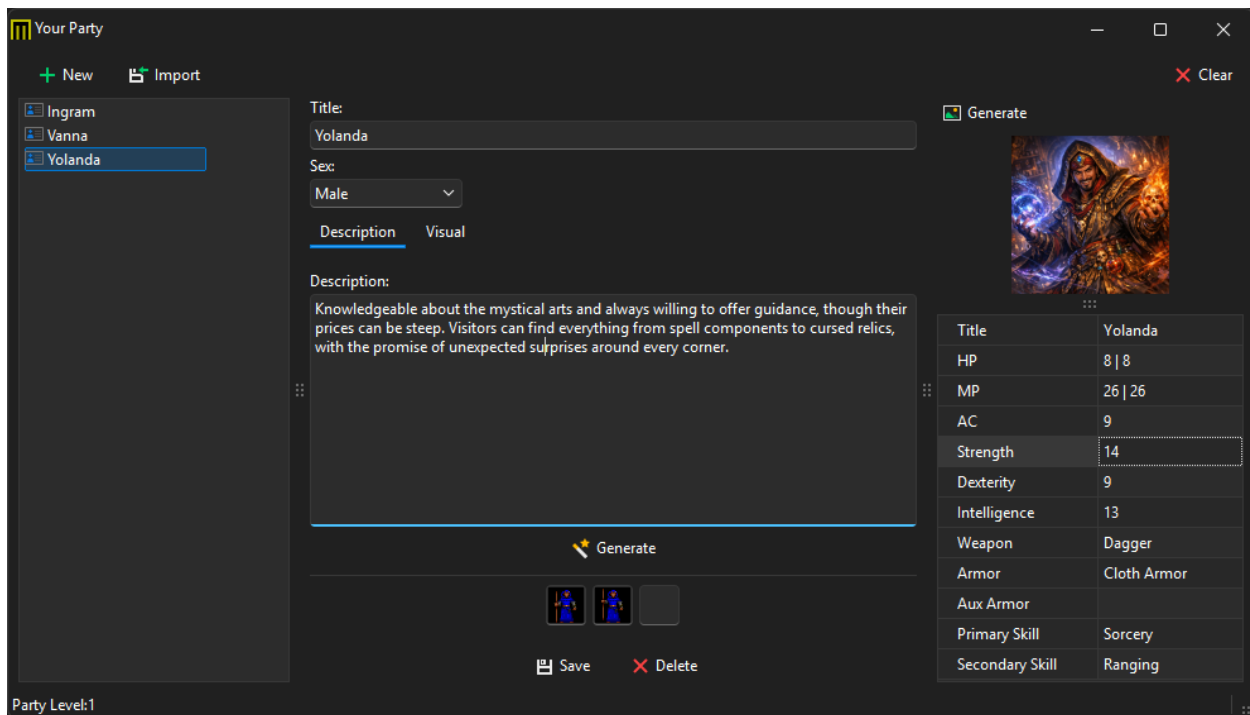 Your Party
New
Import
Clear
Ingram
Vanna
Yolanda
Title:
Yolanda
Sex:
Male
Description
Visual
Description:
Knowledgeable about the mystical arts and always willing to offer guidance, though their
prices can be steep. Visitors can find everything from spell components to cursed relics,
with the promise of unexpected surprises around every corner.
Generate
Save
Delete
Generate
Title Yolanda
HP 8 | 8
MP 26 | 26
AC 9
Strength 14
Dexterity 9
Intelligence 13
Weapon Dagger
Armor Cloth Armor
Aux Armor
Primary Skill Sorcery
Secondary Skill Ranging
Party Level:1